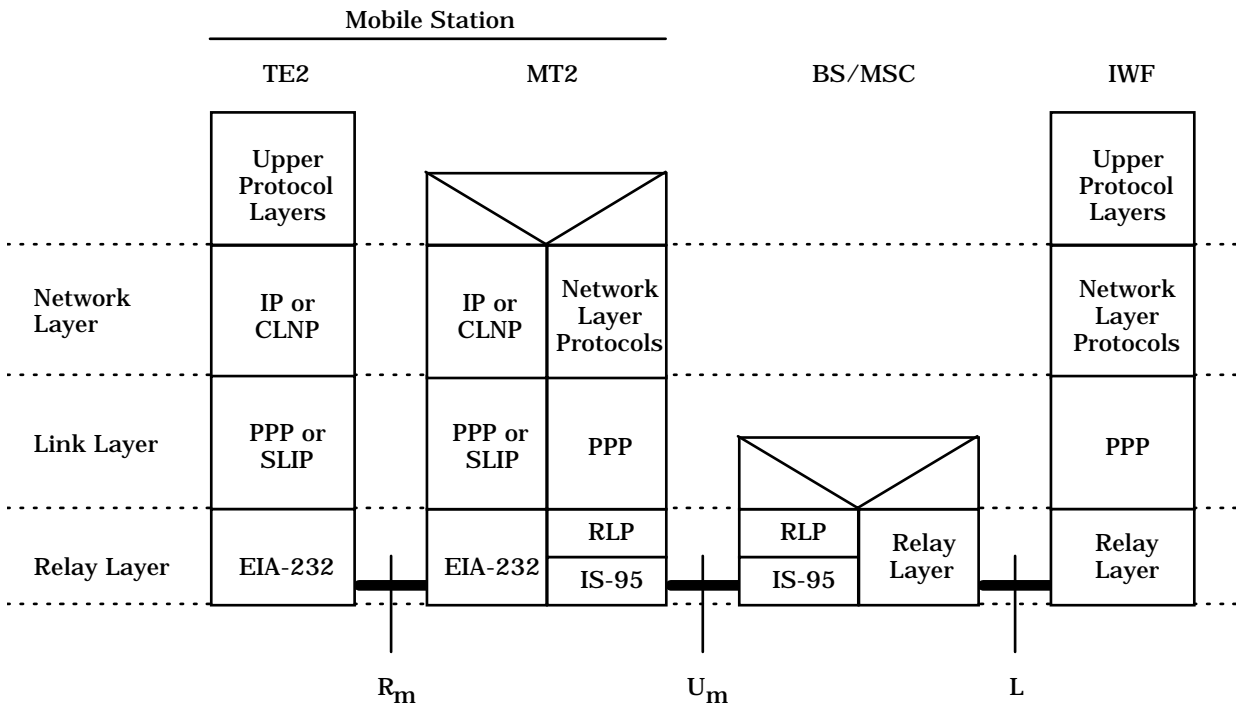 Mobile Station
TE2
MT2
BS/MSC
IWF
Upper
Protocol
Layers
Upper
Protocol
Layers
Network
Layer
IP or
CLNP
IP or
CLNP
Network
Layer
Protocols
Network
Layer
Protocols
Link Layer
PPP or
SLIP
PPP or
SLIP
PPP
PPP
Relay Layer
EIA-232
EIA-232
RLP
IS-95
RLP
IS-95
Relay
Layer
Relay
Layer
Rm
Um
L